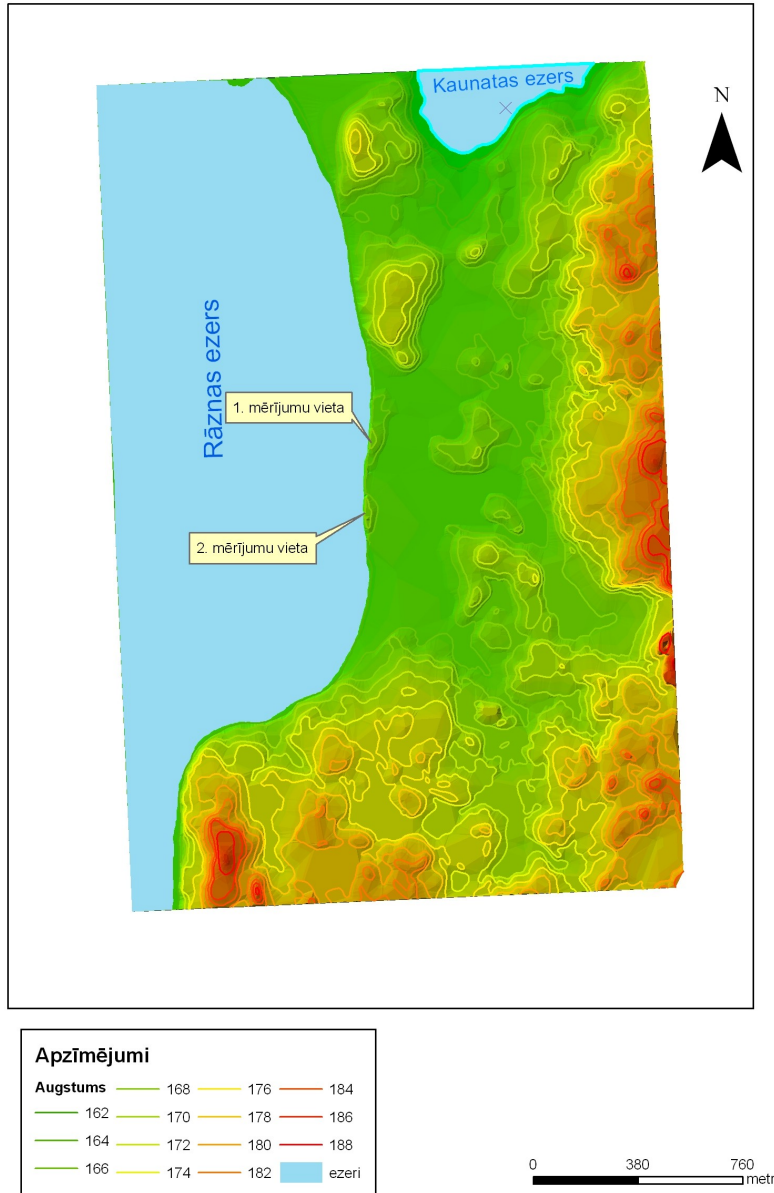 Kaunatas ezers
N
Rāznas ezers
1. mērījumu vieta
2. mērījumu vieta
Apzīmējumi
Augstums
162
164
166
168
170
172
174
176
178
180
182
184
186
188
ezeri
0 380 760
metr